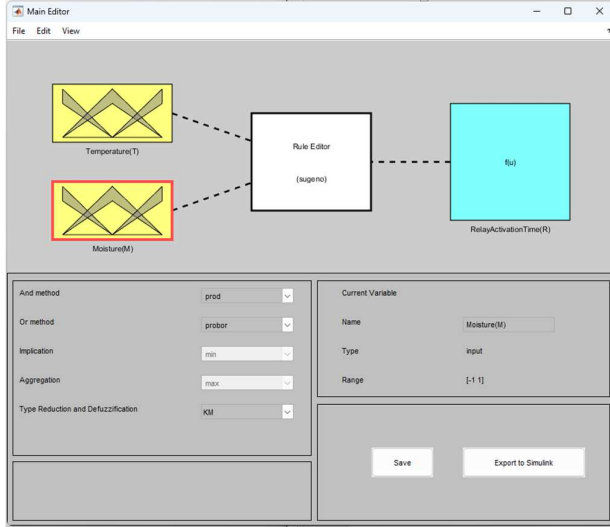 Main Editor
File Edit View
Temperature(T)
Moisture(M)
Rule Editor
(sugeno)
f(u)
RelayActivationTime(R)
And method prod
Or method probor
Implication min
Aggregation max
Type Reduction and Defuzzification KM
Current Variable
Name Moisture(M)
Type input
Range [-1 1]
Save Export to Simulink